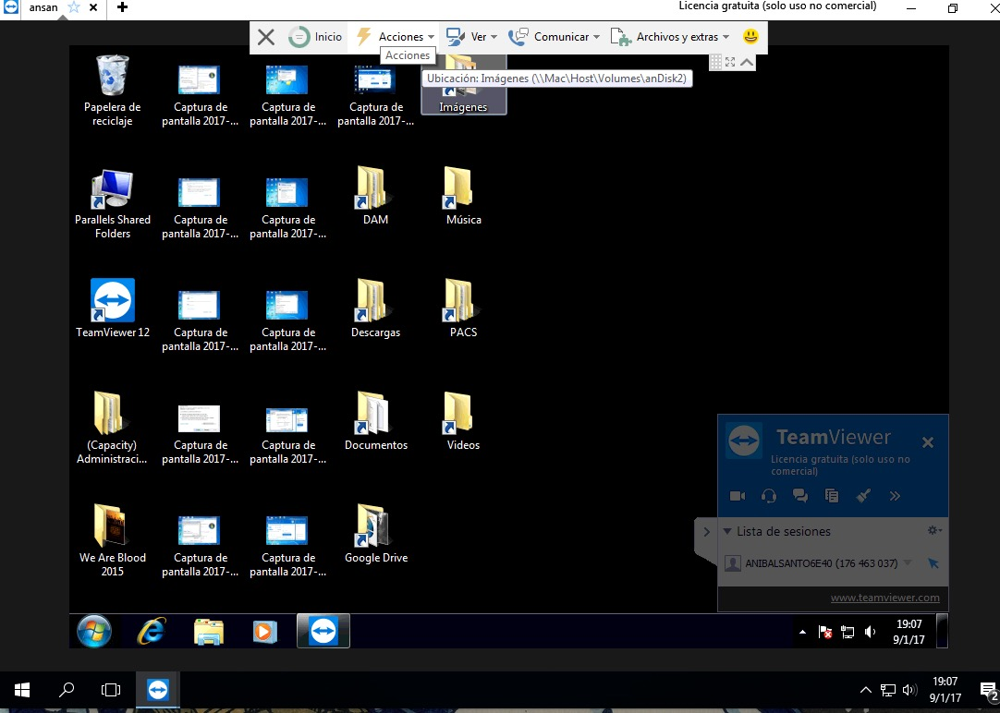 ansan
Licencia gratuita (solo uso no comercial)
Inicio
Acciones
Ver
Comunicar
Archivos y extras
Acciones
Ubicación: Imágenes (\\Mac\Host\Volumes\anDisk2)
Papelera de
reciclaje
Captura de
pantalla 2017-...
Captura de
pantalla 2017-...
Captura de
pantalla 2017-...
Imágenes
Parallels Shared
Folders
Captura de
pantalla 2017-...
Captura de
pantalla 2017-...
DAM
Música
TeamViewer 12
Captura de
pantalla 2017-...
Captura de
pantalla 2017-...
Descargas
PACS
(Capacity)
Administraci...
Captura de
pantalla 2017-...
Captura de
pantalla 2017-...
Documentos
Videos
We Are Blood
2015
Captura de
pantalla 2017-...
Captura de
pantalla 2017-...
Google Drive
TeamViewer
Licencia gratuita (solo uso no
comercial)
Lista de sesiones
ANIBALSANTO6E40 (176 463 037)
www.teamviewer.com
19:07
9/1/17
19:07
9/1/17
2